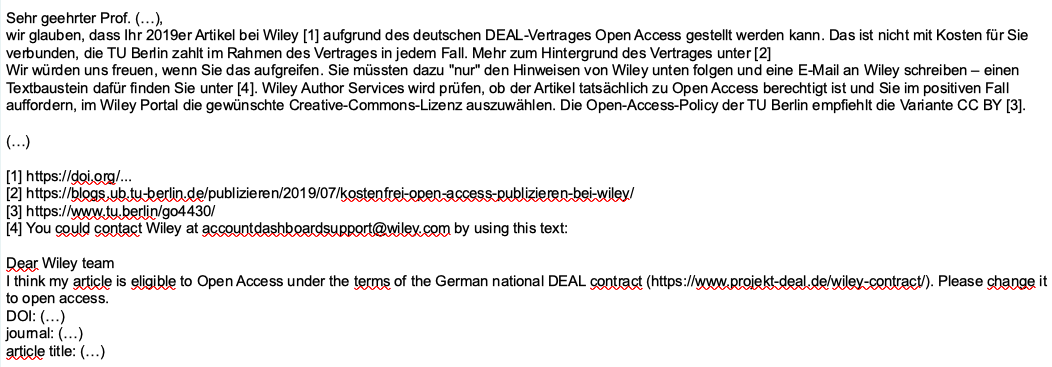 Sehr geehrter Prof. (…),
wir glauben, dass Ihr 2019er Artikel bei Wiley [1] aufgrund des deutschen DEAL-Vertrages Open Access gestellt werden kann. Das ist nicht mit Kosten für Sie
verbunden, die TU Berlin zahlt im Rahmen des Vertrages in jedem Fall. Mehr zum Hintergrund des Vertrages unter [2]
Wir würden uns freuen, wenn Sie das aufgreifen. Sie müssten dazu "nur" den Hinweisen von Wiley unten folgen und eine E-Mail an Wiley schreiben – einen
Textbaustein dafür finden Sie unter [4]. Wiley Author Services wird prüfen, ob der Artikel tatsächlich zu Open Access berechtigt ist und Sie im positiven Fall
auffordern, im Wiley Portal die gewünschte Creative-Commons-Lizenz auszuwählen. Die Open-Access-Policy der TU Berlin empfiehlt die Variante CC BY [3].
(…)
[1] https://doi.org/...
[2] https://blogs.ub.tu-berlin.de/publizieren/2019/07/kostenfrei-open-access-publizieren-bei-wiley/
[3] https://www.tu.berlin/go4430/
[4] You could contact Wiley at accountdashboardsupport@wiley.com by using this text:
Dear Wiley team
I think my article is eligible to Open Access under the terms of the German national DEAL contract (https://www.projekt-deal.de/wiley-contract/). Please change it
to open access.
DOI: (…)
journal: (…)
article title: (…)